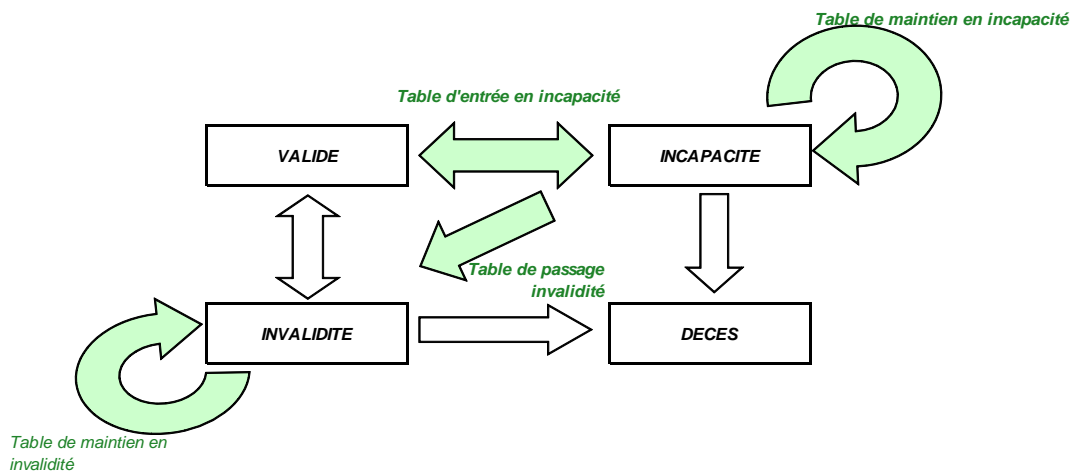 Table de maintien en incapacité
Table d'entrée en incapacité
VALIDE
INCAPACITE
Table de passage
invalidité
INVALIDITE
DECES
Table de maintien en
invalidité